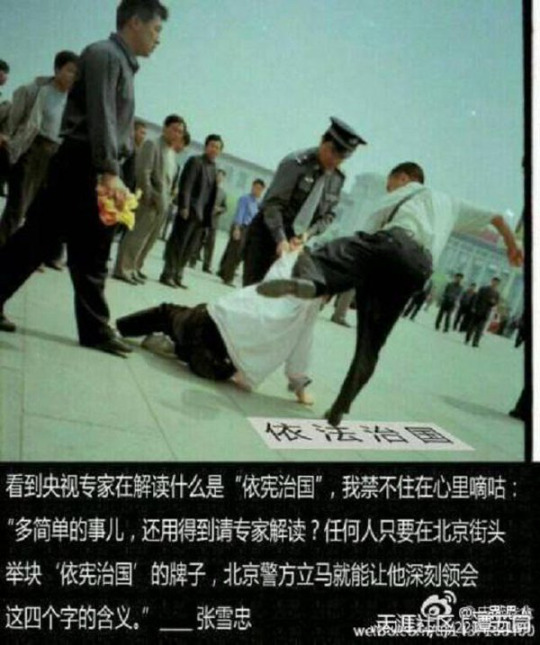 依法治国
看到央视专家在解读什么是“依宪治国”，我禁不住在心里嘀咕：
“多简单的事儿，还用得到请专家解读？任何人只要在北京街头
举块‘依宪治国’的牌子，北京警方立马就能让他深刻领会
这四个字的含义。”___ 张雪忠
天涯社区